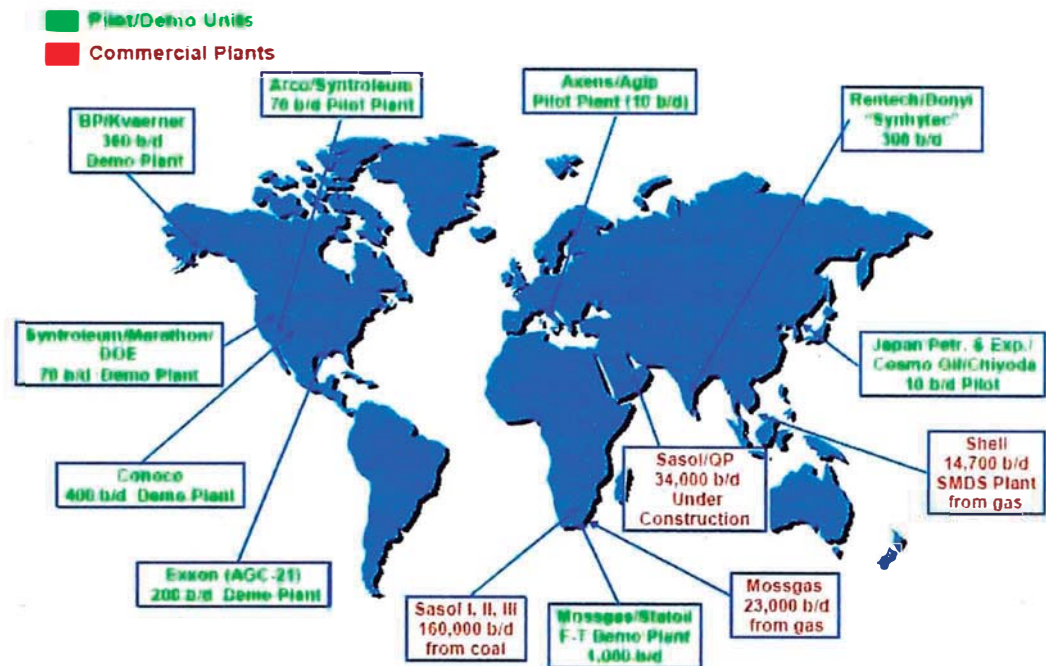 Pilot/Demo Units
Commercial Plants
Arco/Syntroleum
70 b/d Pilot Plant
Axens/Agip
Pilot Plant (10 b/d)
Rentech/Donyi
"Synhytec"
300 b/d
BP/Kvaerner
300 b/d
Demo Plant
Syntroleum/Marathon/
DOE
70 b/d Demo Plant
Japan Petr. & Exp./
Cosmo Oil/Chiyoda
10 b/d Pilot
Conoco
400 b/d Demo Plant
Sasol/QP
34,000 b/d
Under
Construction
Shell
14,700 b/d
SMDS Plant
from gas
Exxon (AGC-21)
200 b/d Demo Plant
Sasol I, II, III
160,000 b/d
from coal
Mossgas/Statoil
F-T Demo Plant
1,000 b/d
Mossgas
23,000 b/d
from gas